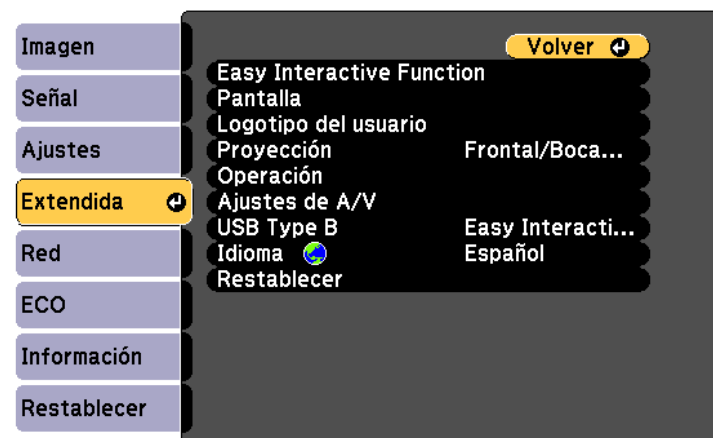 Imagen
Señal
Ajustes
Extendida
Red
ECO
Información
Restablecer
Volver
Easy Interactive Function
Pantalla
Logotipo del usuario
Proyección Frontal/Boca...
Operación
Ajustes de A/V
USB Type B Easy Interacti...
Idioma Español
Restablecer